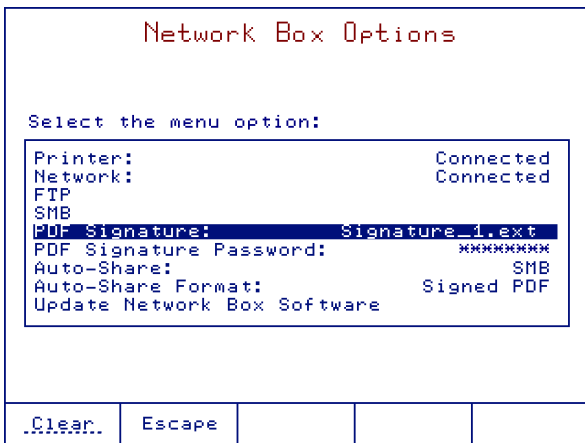 Network Box Options
Select the menu option:
Printer: Connected
Network: Connected
FTP
SMB
PDF Signature: Signature_1.ext
PDF Signature Password: ********
Auto-Share: SMB
Auto-Share Format: Signed PDF
Update Network Box Software
Clear Escape